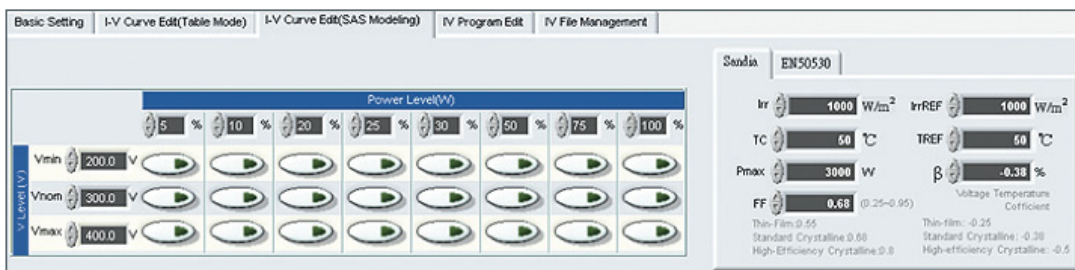 Basic Setting I-V Curve Edit(Table Mode) I-V Curve Edit(SAS Modeling) IV Program Edit IV File Management
Sandia EN50530
Power Level(W)
5 % 10 % 20 % 25 % 30 % 50 % 75 % 100 %
V Level (V)
Vmin 200.0 V
Vnom 300.0 V
Vmax 400.0 V
Irr 1000 W/m² IrrREF 1000 W/m²
TC 50 ℃ TREF 50 ℃
Pmax 3000 W β -0.38 %
FF 0.68 (0.25~0.95) Voltage Temperature
Cofficient
Thin-Film:0.55 Thin-film: -0.25
Standard Crystalline:0.68 Standard Crystalline: -0.38
High-Efficiency Crystalline:0.8 High-efficiency Crystalline: -0.5